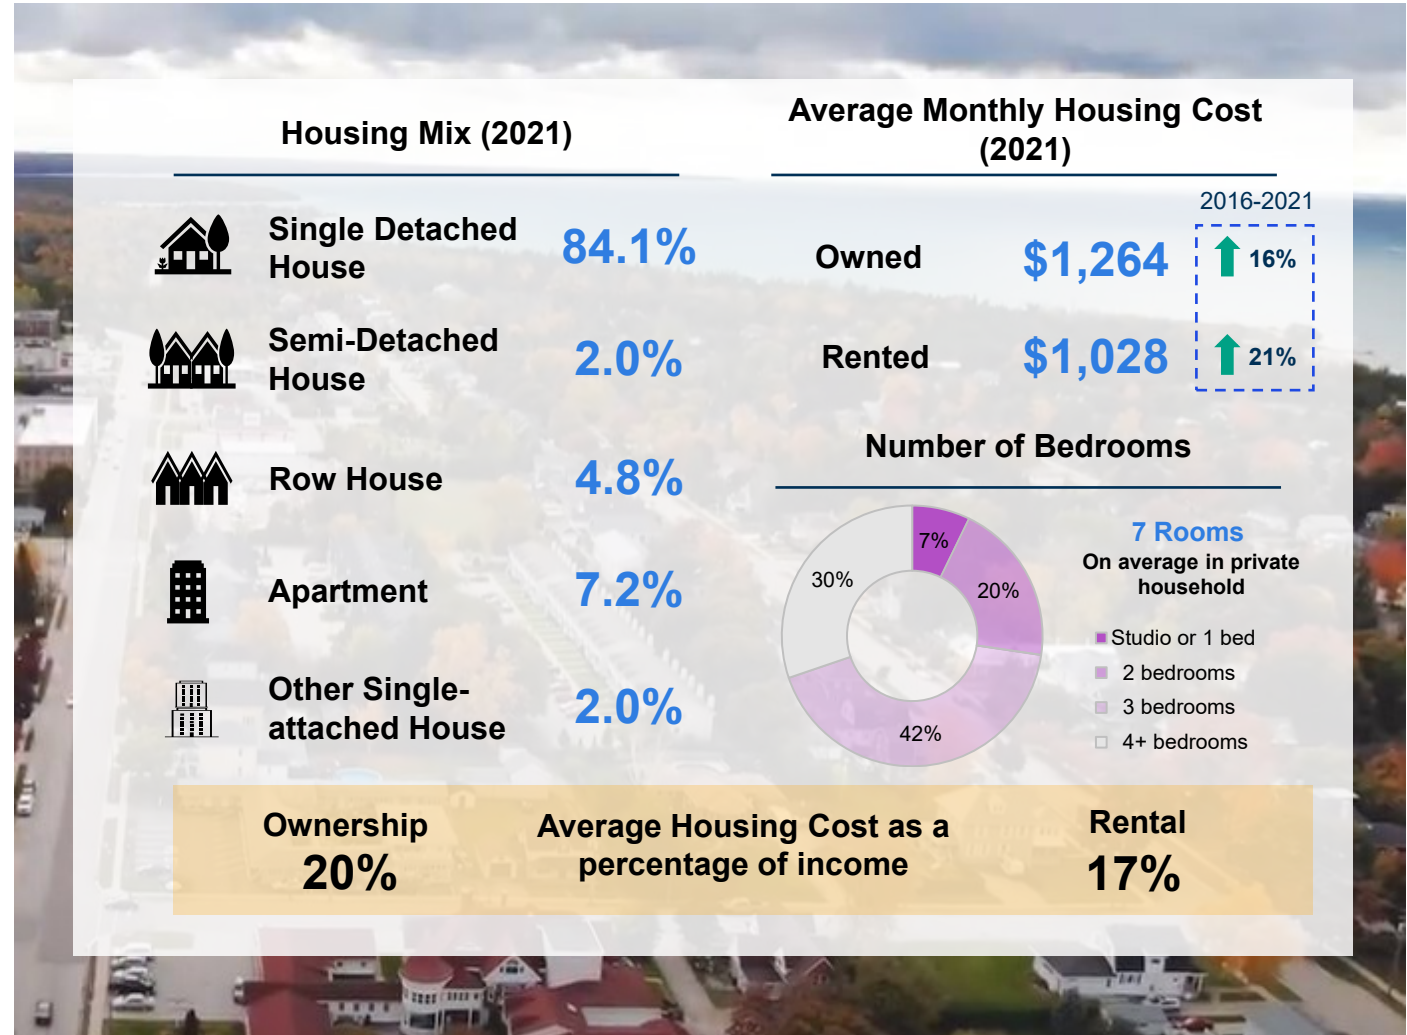 Housing Mix (2021)
Single Detached
House
84.1%
Semi-Detached
House
2.0%
Row House
4.8%
Apartment
7.2%
Other Single-
attached House
2.0%
Average Monthly Housing Cost
(2021)
2016-2021
Owned
$1,264
16%
Rented
$1,028
21%
Number of Bedrooms
7%
20%
42%
30%
7 Rooms
On average in private
household
Studio or 1 bed
2 bedrooms
3 bedrooms
4+ bedrooms
Ownership
20%
Average Housing Cost as a
percentage of income
Rental
17%